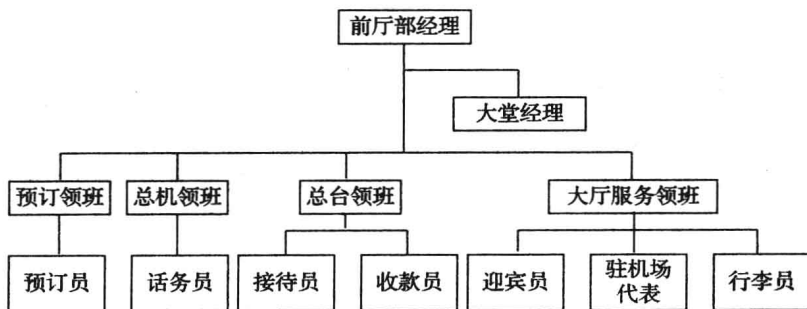 前厅部经理
大堂经理
预订领班
总机领班
总台领班
大厅服务领班
预订员
话务员
接待员
收款员
迎宾员
驻机场
代表
行李员